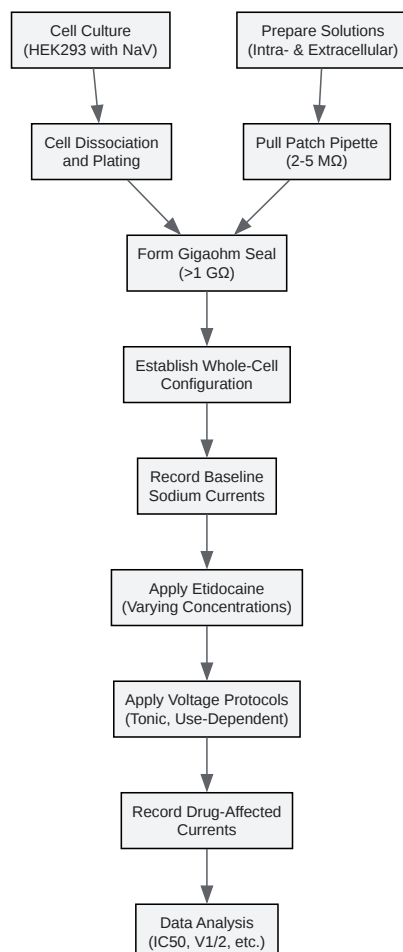 Cell Culture
(HEK293 with NaV)
Prepare Solutions
(Intra- & Extracellular)
Cell Dissociation
and Plating
Pull Patch Pipette
(2-5 MΩ)
Form Gigaohm Seal
(>1 GΩ)
Establish Whole-Cell
Configuration
Record Baseline
Sodium Currents
Apply Etidocaine
(Varying Concentrations)
Apply Voltage Protocols
(Tonic, Use-Dependent)
Record Drug-Affected
Currents
Data Analysis
(IC50, V1/2, etc.)